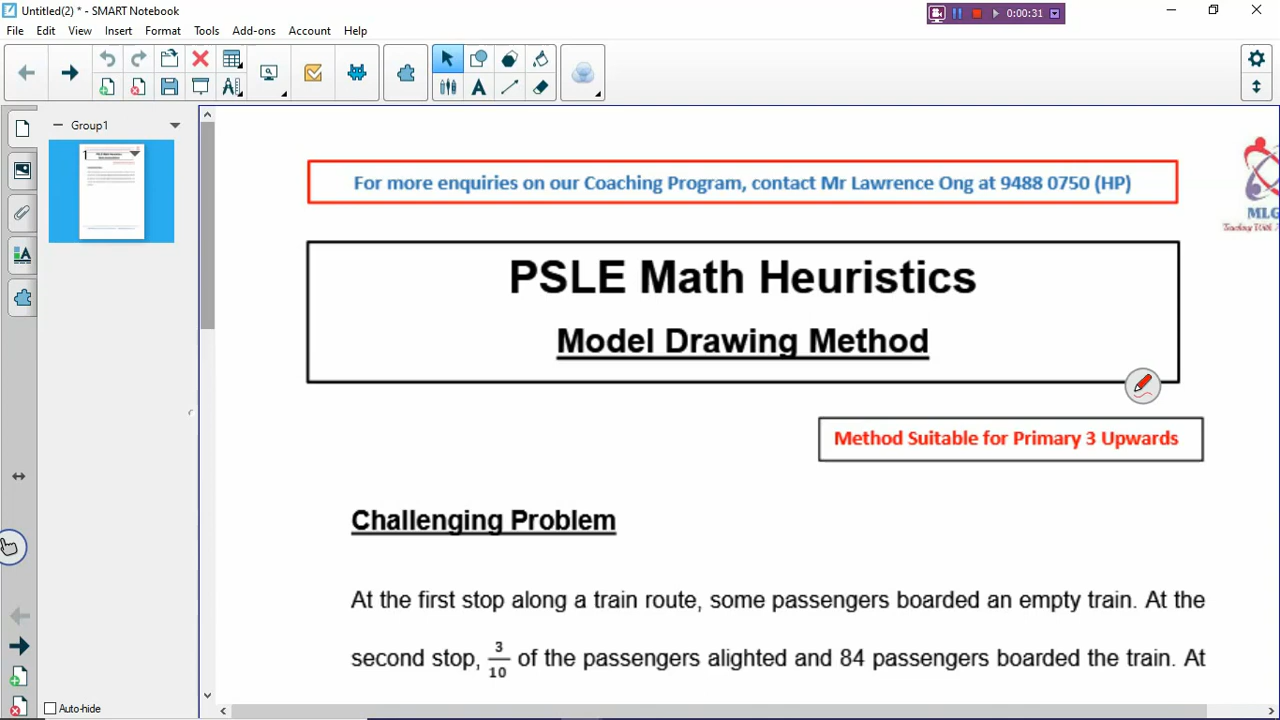 Untitled(2) * - SMART Notebook
0:00:31
File Edit View Insert Format Tools Add-ons Account Help
Group1
For more enquiries on our Coaching Program, contact Mr Lawrence Ong at 9488 0750 (HP)
MLG
PSLE Math Heuristics
Model Drawing Method
Method Suitable for Primary 3 Upwards
Challenging Problem
At the first stop along a train route, some passengers boarded an empty train. At the
second stop, 3/10 of the passengers alighted and 84 passengers boarded the train. At
Auto-hide